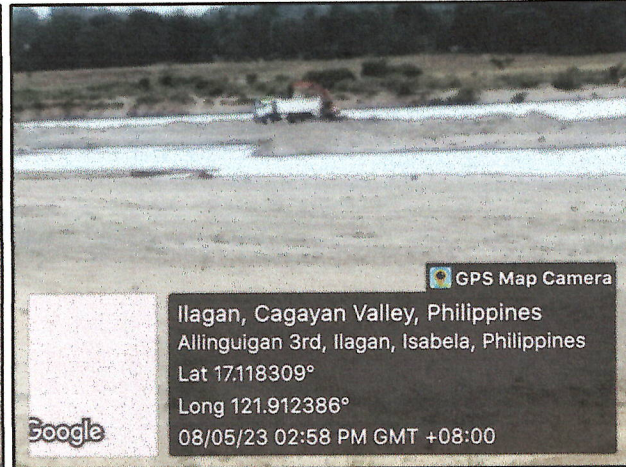 GPS Map Camera
Ilagan, Cagayan Valley, Philippines
Allinguigan 3rd, Ilagan, Isabela, Philippines
Lat 17.118309°
Long 121.912386°
08/05/23 02:58 PM GMT +08:00
Google